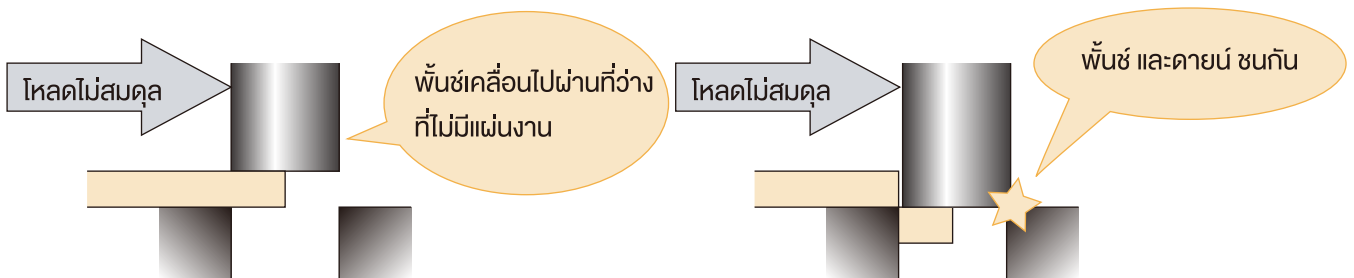 โหลดไม่สมดุล
พั้นช์เคลื่อนไปผ่านที่ว่าง
ที่ไม่มีแผ่นงาน
โหลดไม่สมดุล
พั้นช์ และดายน์ ชนกัน